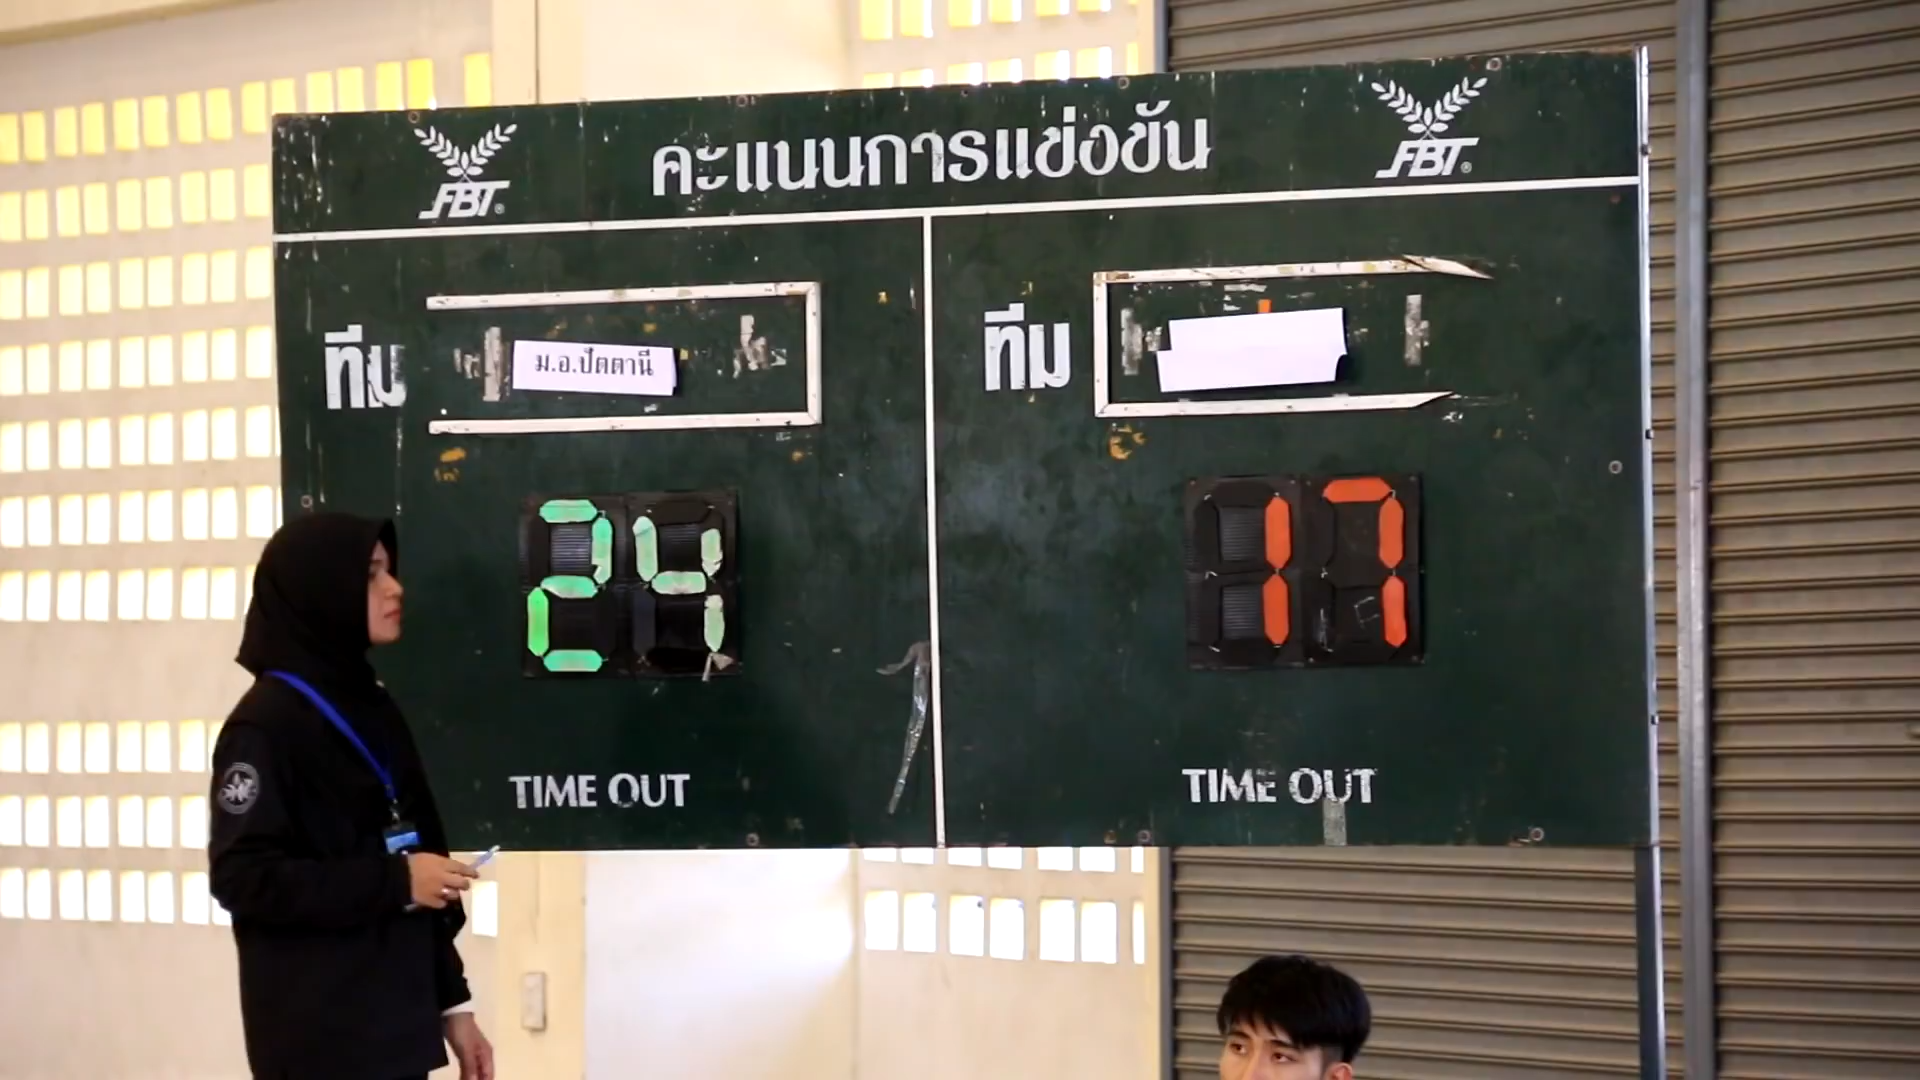 FBT®
คะแนนการแข่งขัน
FBT®
ทีม
ม.อ.ปัตตานี
ทีม
24
17
TIME OUT
TIME OUT